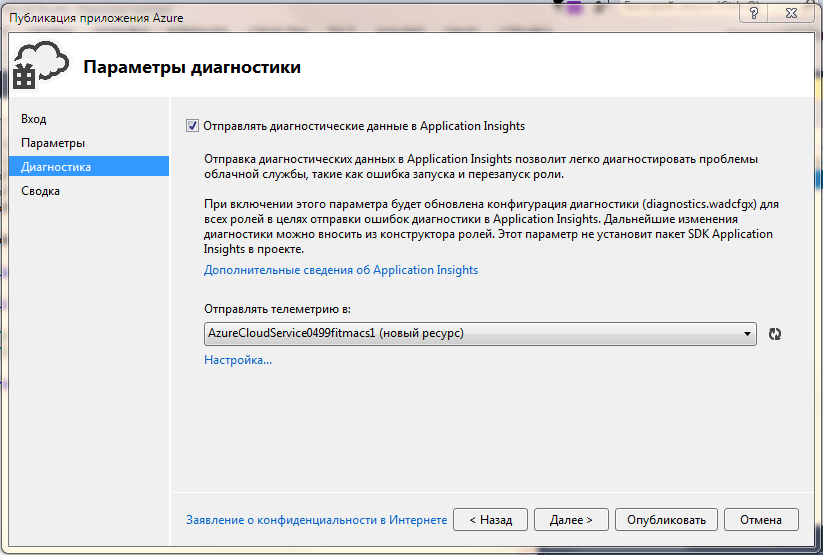 Публикация приложения Azure
Параметры диагностики
Вход
Параметры
Диагностика
Сводка
Отправлять диагностические данные в Application Insights
Отправка диагностических данных в Application Insights позволит легко диагностировать проблемы
облачной службы, такие как ошибка запуска и перезапуск роли.
При включении этого параметра будет обновлена конфигурация диагностики (diagnostics.wadcfgx) для
всех ролей в целях отправки ошибок диагностики в Application Insights. Дальнейшие изменения
диагностики можно вносить из конструктора ролей. Этот параметр не установит пакет SDK Application
Insights в проекте.
Дополнительные сведения об Application Insights
Отправлять телеметрию в:
AzureCloudService0499fitmacs1 (новый ресурс)
Настройка...
Заявление о конфиденциальности в Интернете
< Назад
Далее >
Опубликовать
Отмена